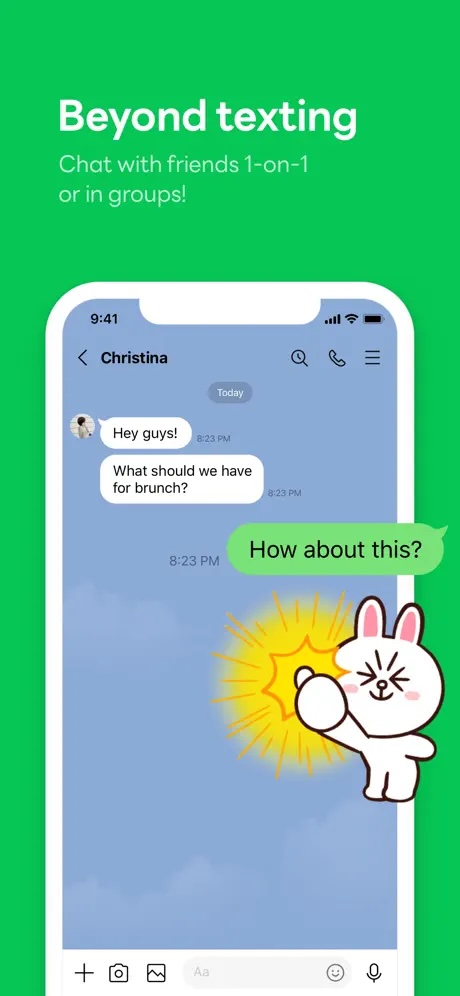 Beyond texting
Chat with friends 1-on-1
or in groups!
9:41
Christina
Today
Hey guys!
8:23 PM
What should we have
for brunch?
8:23 PM
How about this?
8:23 PM
Aa